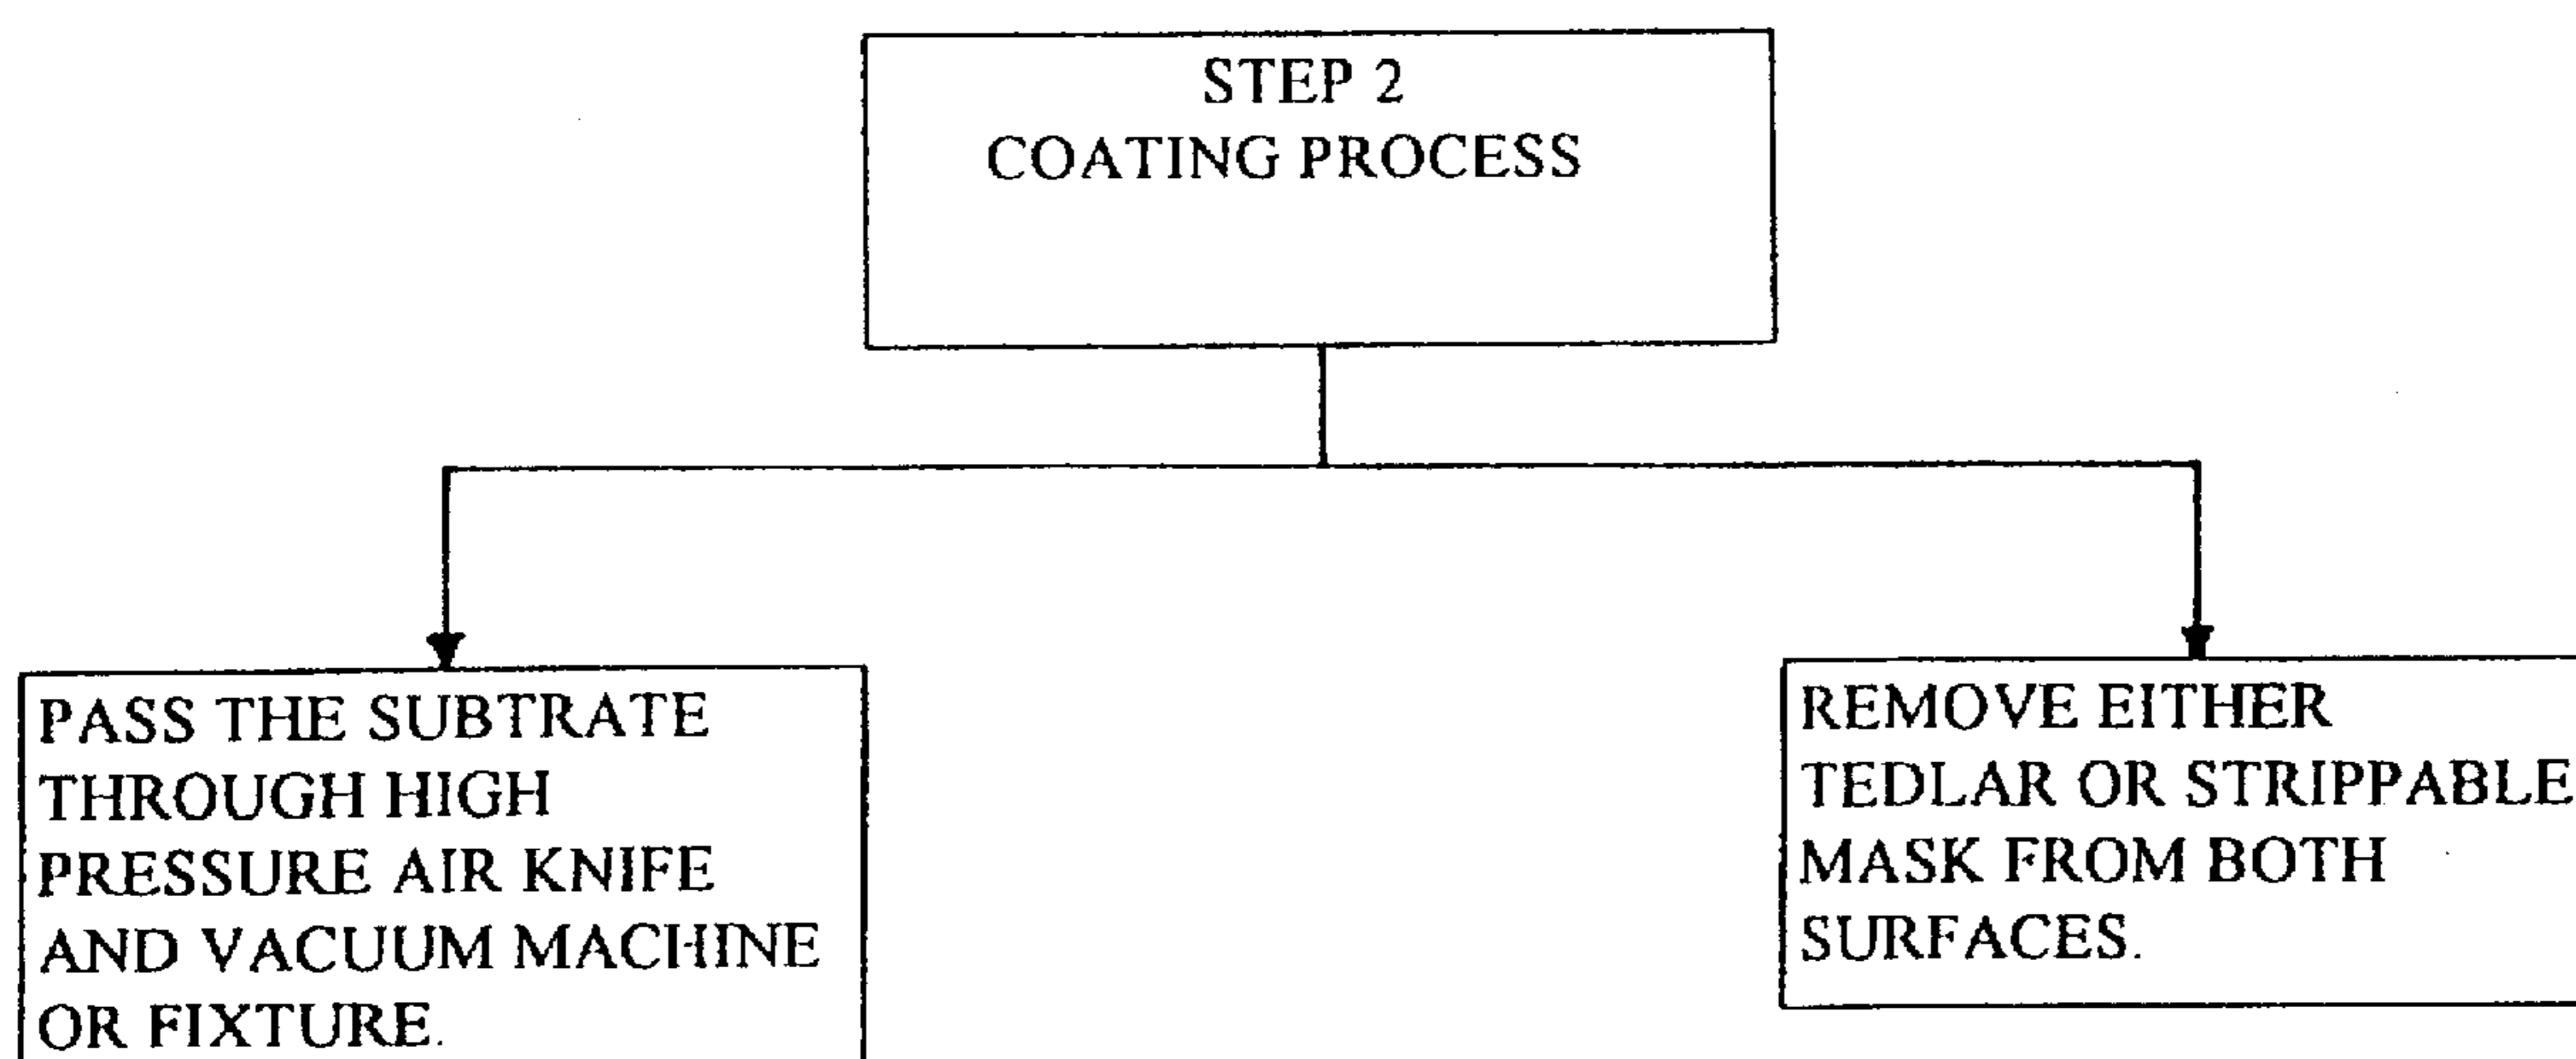 STEP 2
COATING PROCESS
PASS THE SUBTRATE
THROUGH HIGH
PRESSURE AIR KNIFE
AND VACUUM MACHINE
OR FIXTURE.
REMOVE EITHER
TEDLAR OR STRIPPABLE
MASK FROM BOTH
SURFACES.